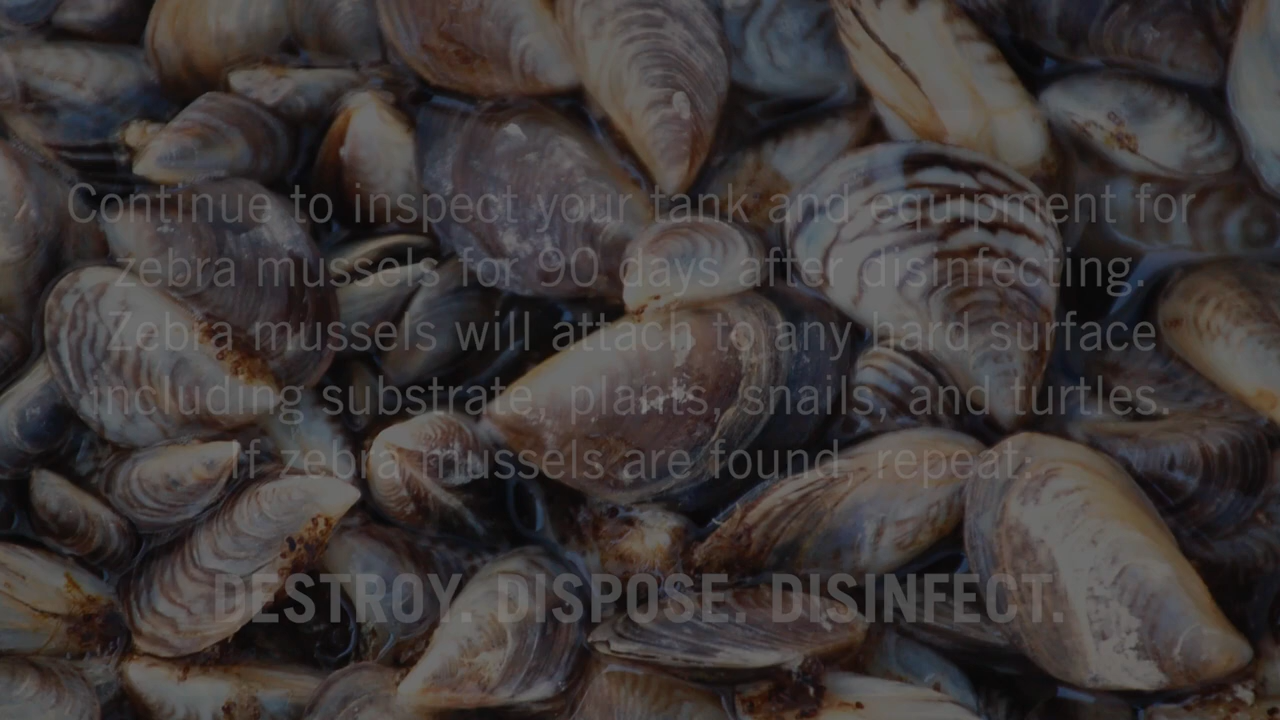 Continue to inspect your tank and equipment for
zebra mussels for 90 days after disinfecting.
Zebra mussels will attach to any hard surface
including substrate, plants, snails, and turtles.
If zebra mussels are found, repeat:
DESTROY. DISPOSE. DISINFECT.